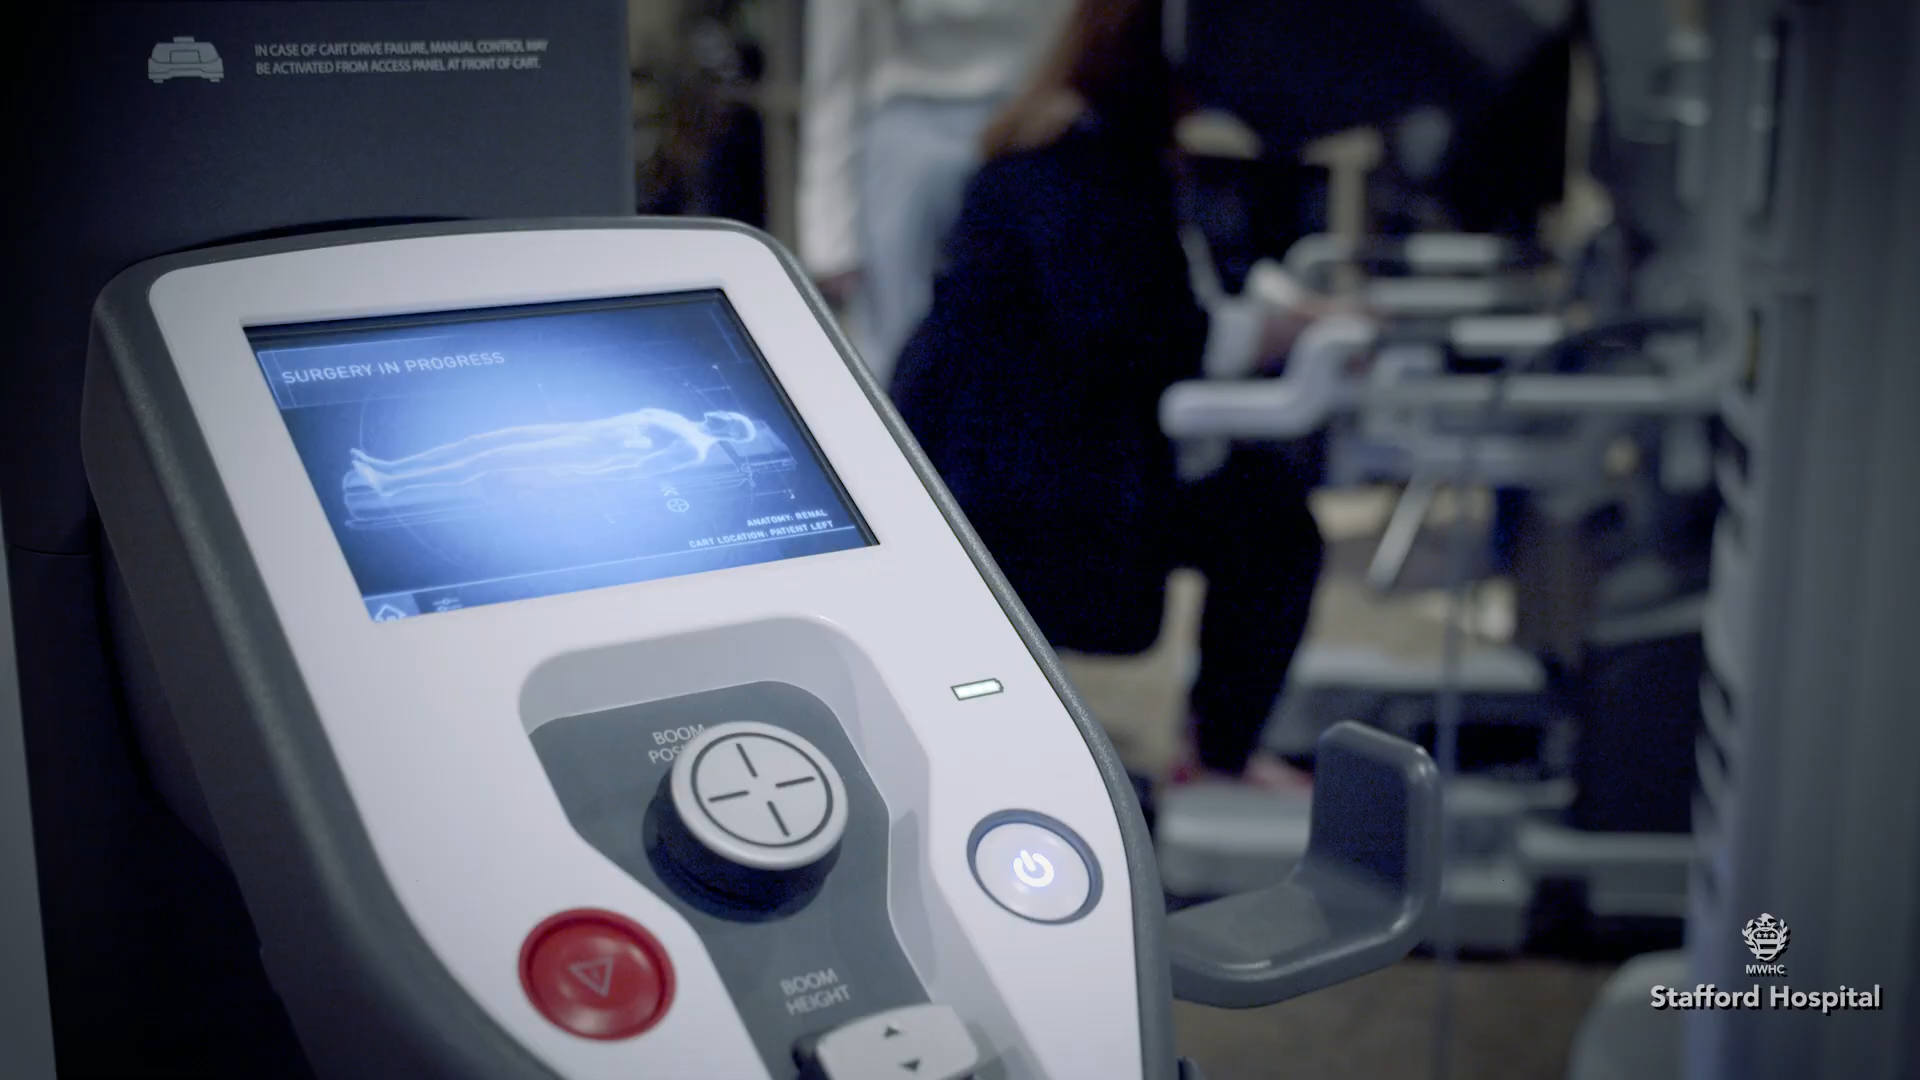 IN CASE OF CART DRIVE FAILURE, MANUAL CONTROL MAY
BE ACTIVATED FROM ACCESS PANEL AT FRONT OF CART.
SURGERY IN PROGRESS
ANATOMY: RENAL
CART LOCATION: PATIENT LEFT
BOOM
BOOM
HEIGHT
MWHC
Stafford Hospital